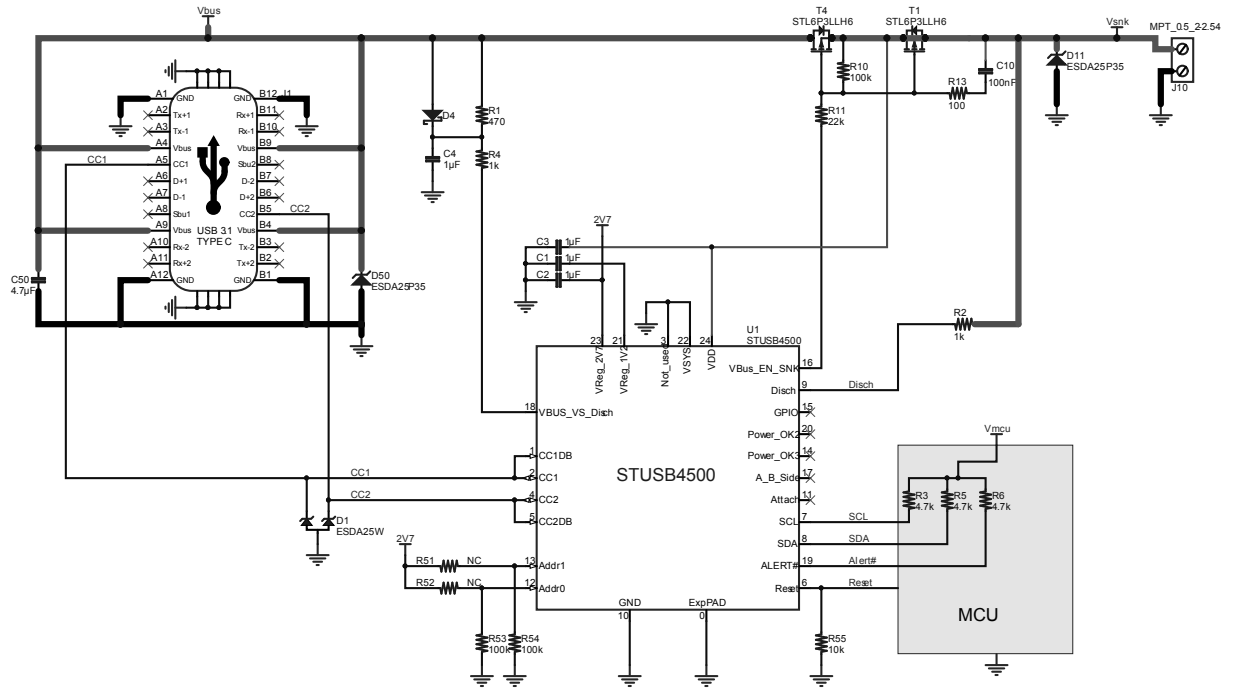 Vbus
T4
STL6P3LLH6
T1
STL6P3LLH6
Vsnk
MPT_0.5_2-2.54
J10
D11
ESDA25P35
C10
100nF
R10
100k
R13
100
R11
22k
A1
GND
GND
B12
J1
A2
Tx+1
Rx+1
B11
A3
Tx-1
Rx-1
B10
A4
Vbus
Vbus
B9
CC1
A5
CC1
Sbu2
B8
A6
D+1
D-2
B7
A7
D-1
D+2
B6
A8
Sbu1
CC2
B5
CC2
A9
Vbus
Vbus
B4
A10
Rx-2
Tx-2
B3
A11
Rx+2
Tx+2
B2
A12
GND
GND
B1
USB 3.1
TYPE C
C50
4.7µF
D50
ESDA25P35
D4
R1
470
C4
1µF
R4
1k
2V7
C3
1µF
C1
1µF
C2
1µF
R2
1k
U1
STUSB4500
23
VReg_2V7
21
VReg_1V2
3
Not_used
22
VSYS
24
VDD
VBus_EN_SNK
16
Disch
9
Disch
GPIO
15
Power_OK2
20
Power_OK3
14
A_B_Side
17
Attach
11
SCL
7
SCL
SDA
8
SDA
ALERT#
19
Alert#
Reset
6
Reset
18
VBUS_VS_Disch
1
CC1DB
CC1
2
CC1
CC2
4
CC2
5
CC2DB
STUSB4500
D1
ESDA25W
2V7
R51
NC
13
Addr1
R52
NC
12
Addr0
R53
100k
R54
100k
GND
10
ExpPAD
0
R55
10k
Vmcu
R3
4.7k
R5
4.7k
R6
4.7k
MCU